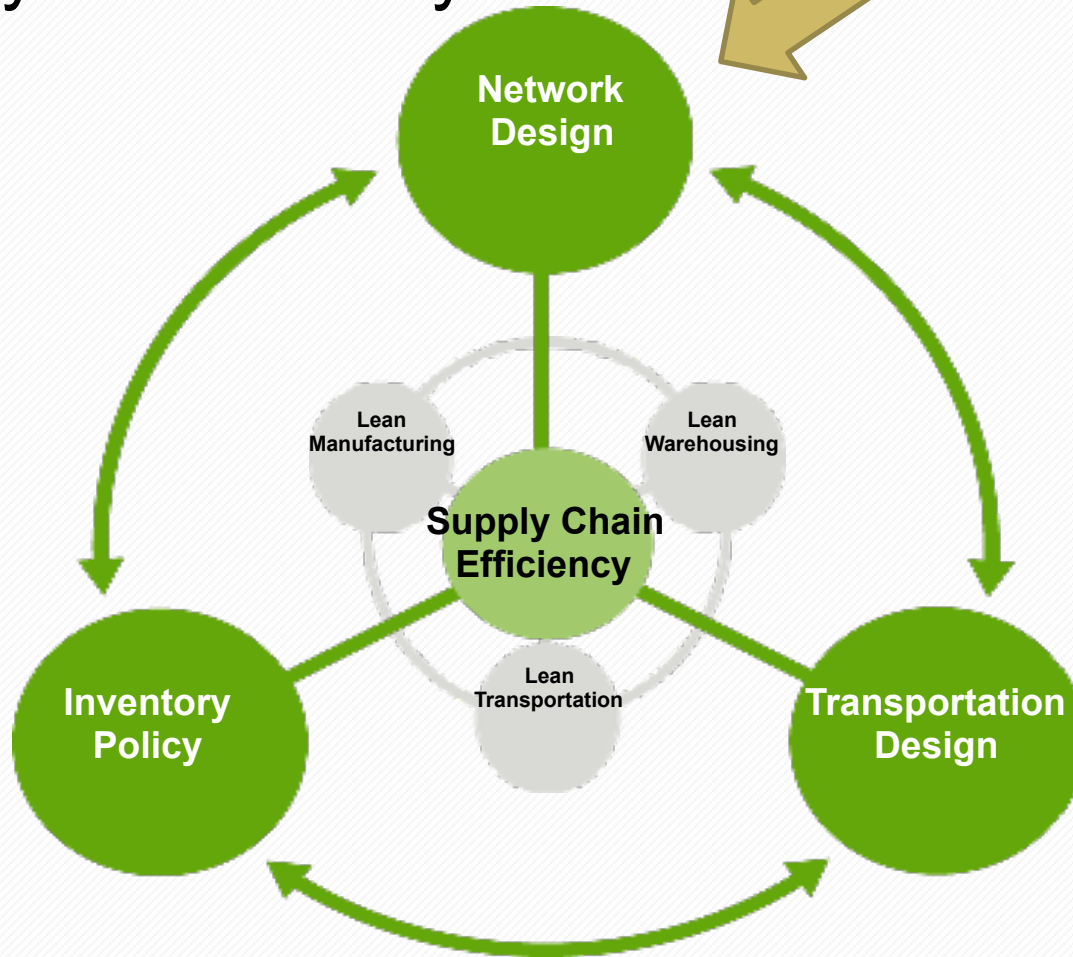 Network
Design
Lean
Manufacturing
Lean
Warehousing
Supply Chain
Efficiency
Lean
Transportation
Inventory
Policy
Transportation
Design